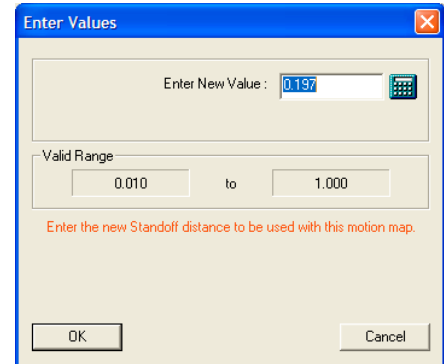 Enter Values
Enter New Value : 0.197
Valid Range
0.010 to 1.000
Enter the new Standoff distance to be used with this motion map.
OK Cancel